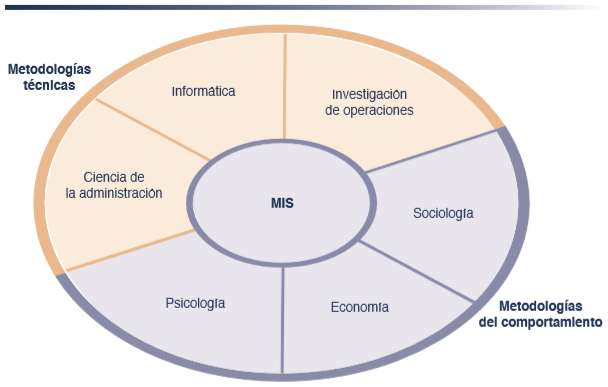 Metodologías
técnicas
Informática
Investigación
de operaciones
Ciencia de
la administración
MIS
Sociología
Psicología
Economía
Metodologías
del comportamiento